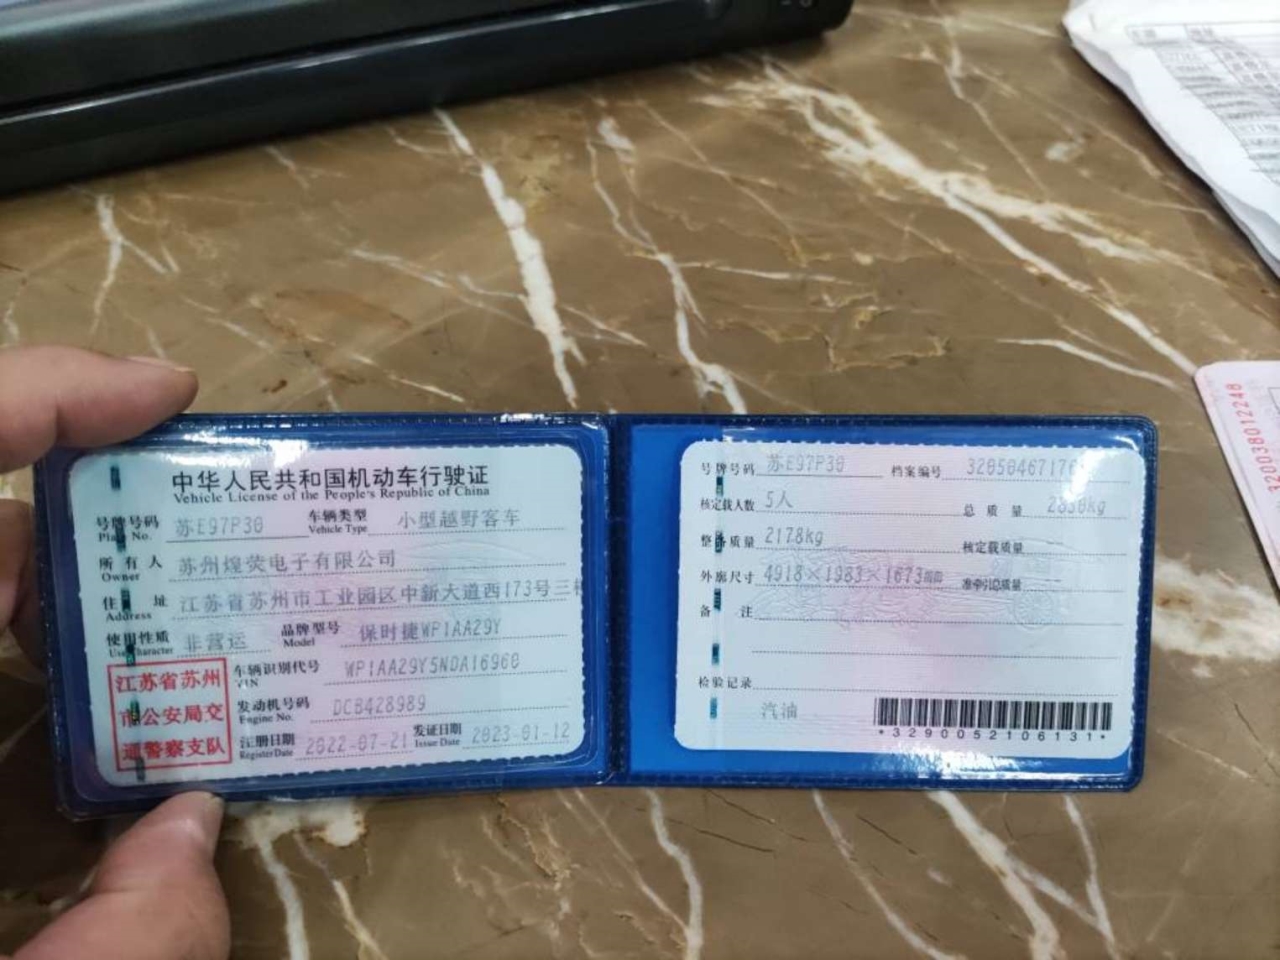 中华人民共和国机动车行驶证
Vehicle License of the People's Republic of China
号牌号码 苏E97P30 车辆类型 小型越野客车
Plate No. Vehicle Type
所有人 苏州煌荧电子有限公司
Owner
住址 江苏省苏州市工业园区中新大道西173号三
Address
使用性质 非营运 品牌型号 保时捷WP1AA29Y
Use Character Model
江苏省苏州
市公安局交
通警察支队
车辆识别代号 WP1AA29Y5NDA16960
VIN
发动机号码 DCB428989
Engine No.
注册日期 2022-07-21 发证日期 2023-01-12
Register Date Issue Date
号牌号码 苏E97P30 档案编号 320504671
核定载人数 5人 总质量
整备质量 2178kg 核定载质量 --
外廓尺寸 4918×1983×1673mm 准牵引总质量 --
备注
检验记录
汽油
*3290052106131*
320038012248